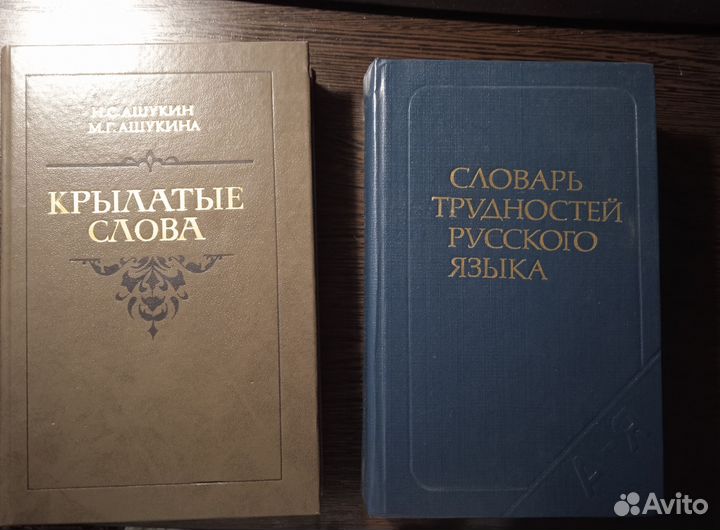 Н.С. АШУКИН
М.Г. АШУКИНА
КРЫЛАТЫЕ
СЛОВА
СЛОВАРЬ
ТРУДНОСТЕЙ
РУССКОГО
ЯЗЫКА
А-Я
Avito